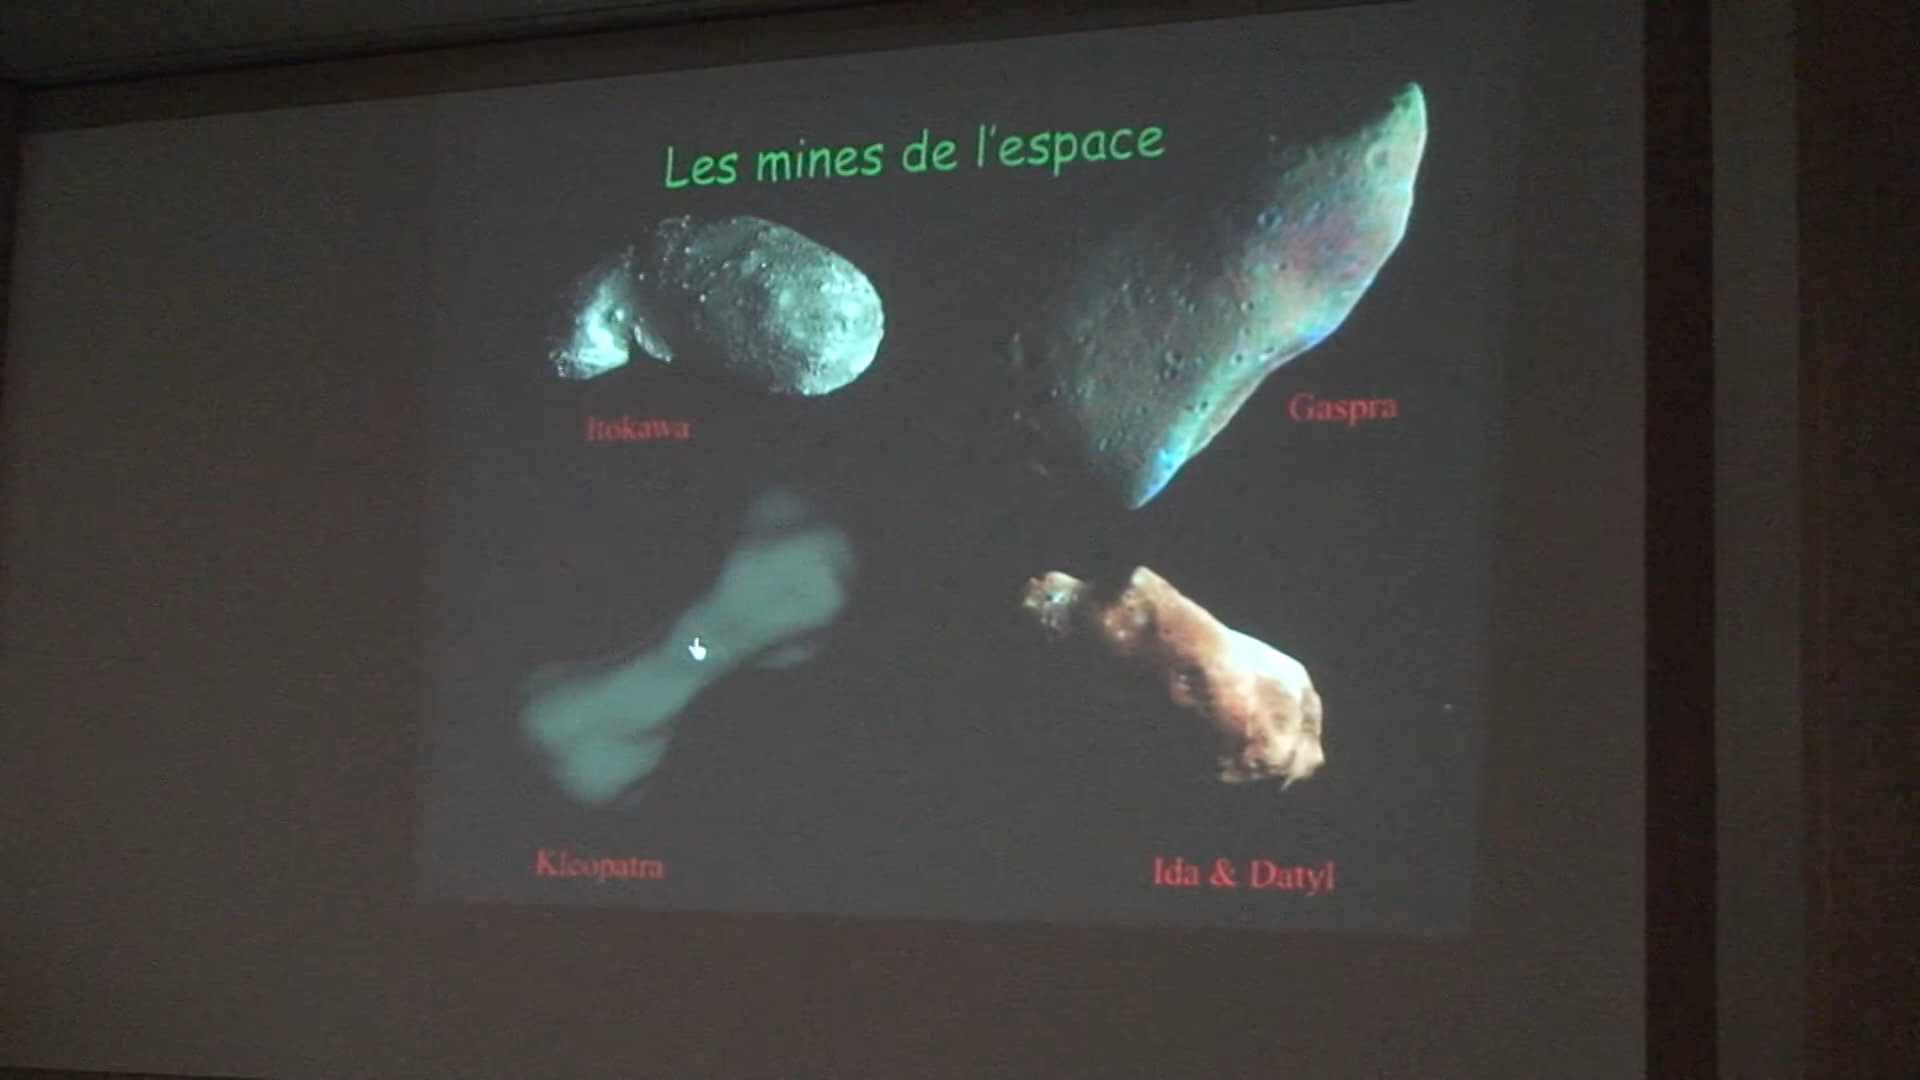 Les mines de l'espace
Itokawa
Gaspra
Kleopatra
Ida & Datyl